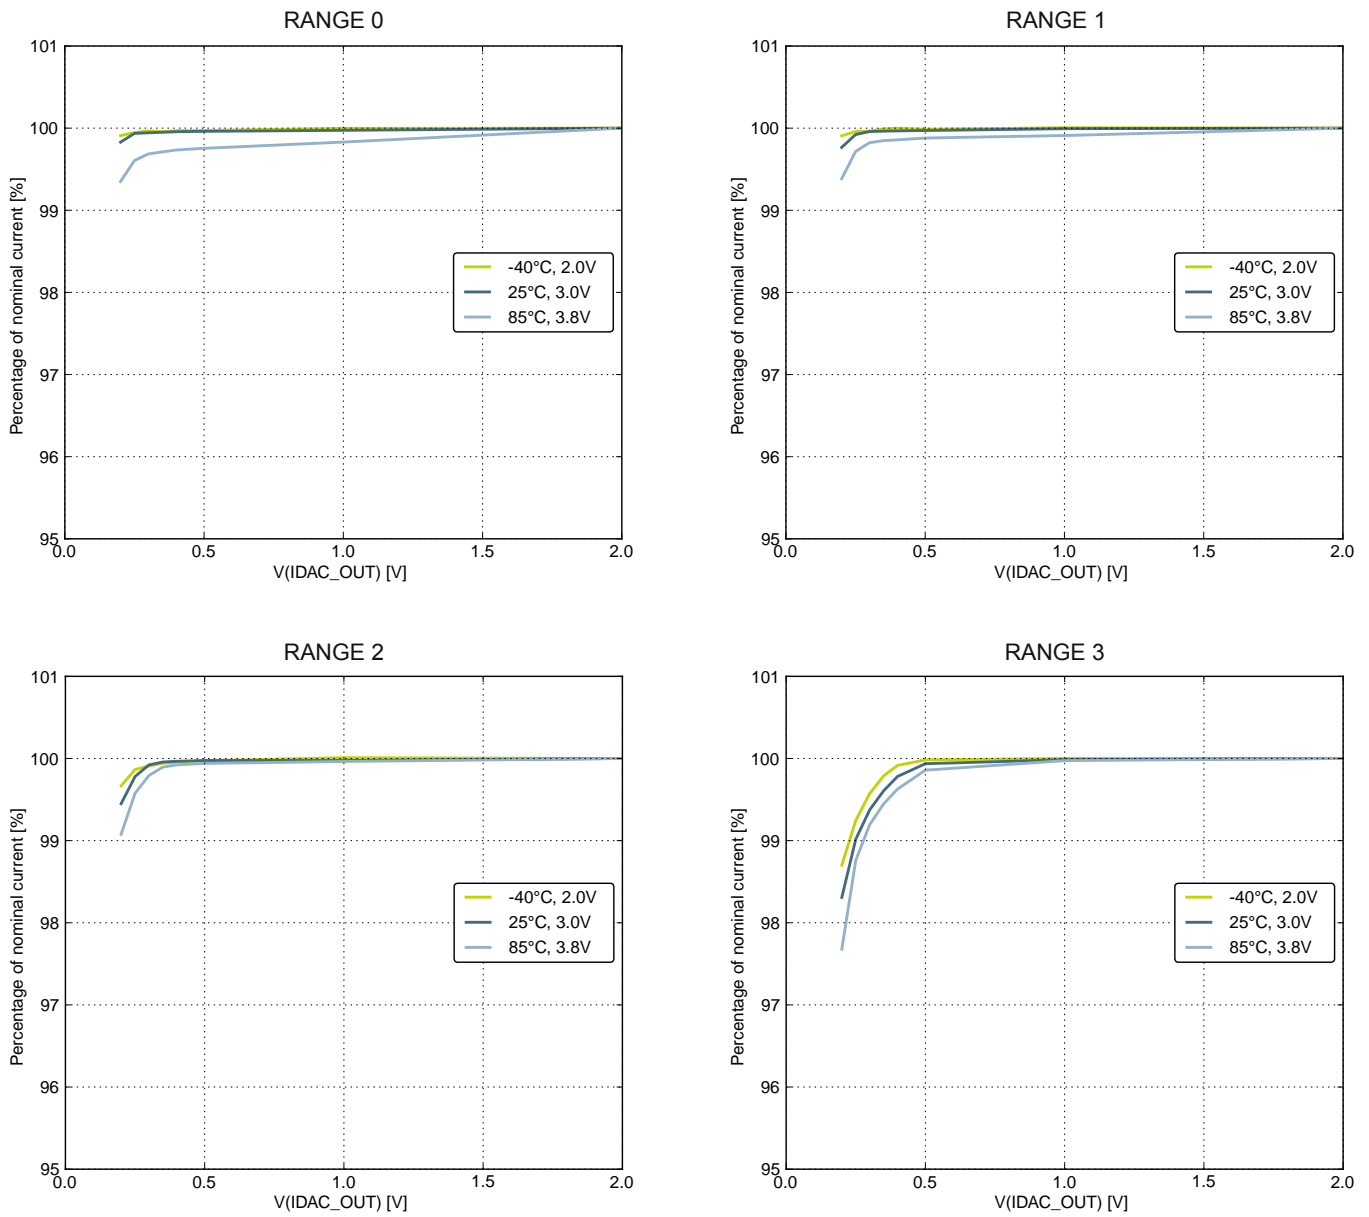 RANGE 0
101
100
99
98
97
96
95
0.0 0.5 1.0 1.5 2.0
V(IDAC_OUT) [V]
Percentage of nominal current [%]
-40°C, 2.0V
25°C, 3.0V
85°C, 3.8V
RANGE 1
101
100
99
98
97
96
95
0.0 0.5 1.0 1.5 2.0
V(IDAC_OUT) [V]
Percentage of nominal current [%]
-40°C, 2.0V
25°C, 3.0V
85°C, 3.8V
RANGE 2
101
100
99
98
97
96
95
0.0 0.5 1.0 1.5 2.0
V(IDAC_OUT) [V]
Percentage of nominal current [%]
-40°C, 2.0V
25°C, 3.0V
85°C, 3.8V
RANGE 3
101
100
99
98
97
96
95
0.0 0.5 1.0 1.5 2.0
V(IDAC_OUT) [V]
Percentage of nominal current [%]
-40°C, 2.0V
25°C, 3.0V
85°C, 3.8V